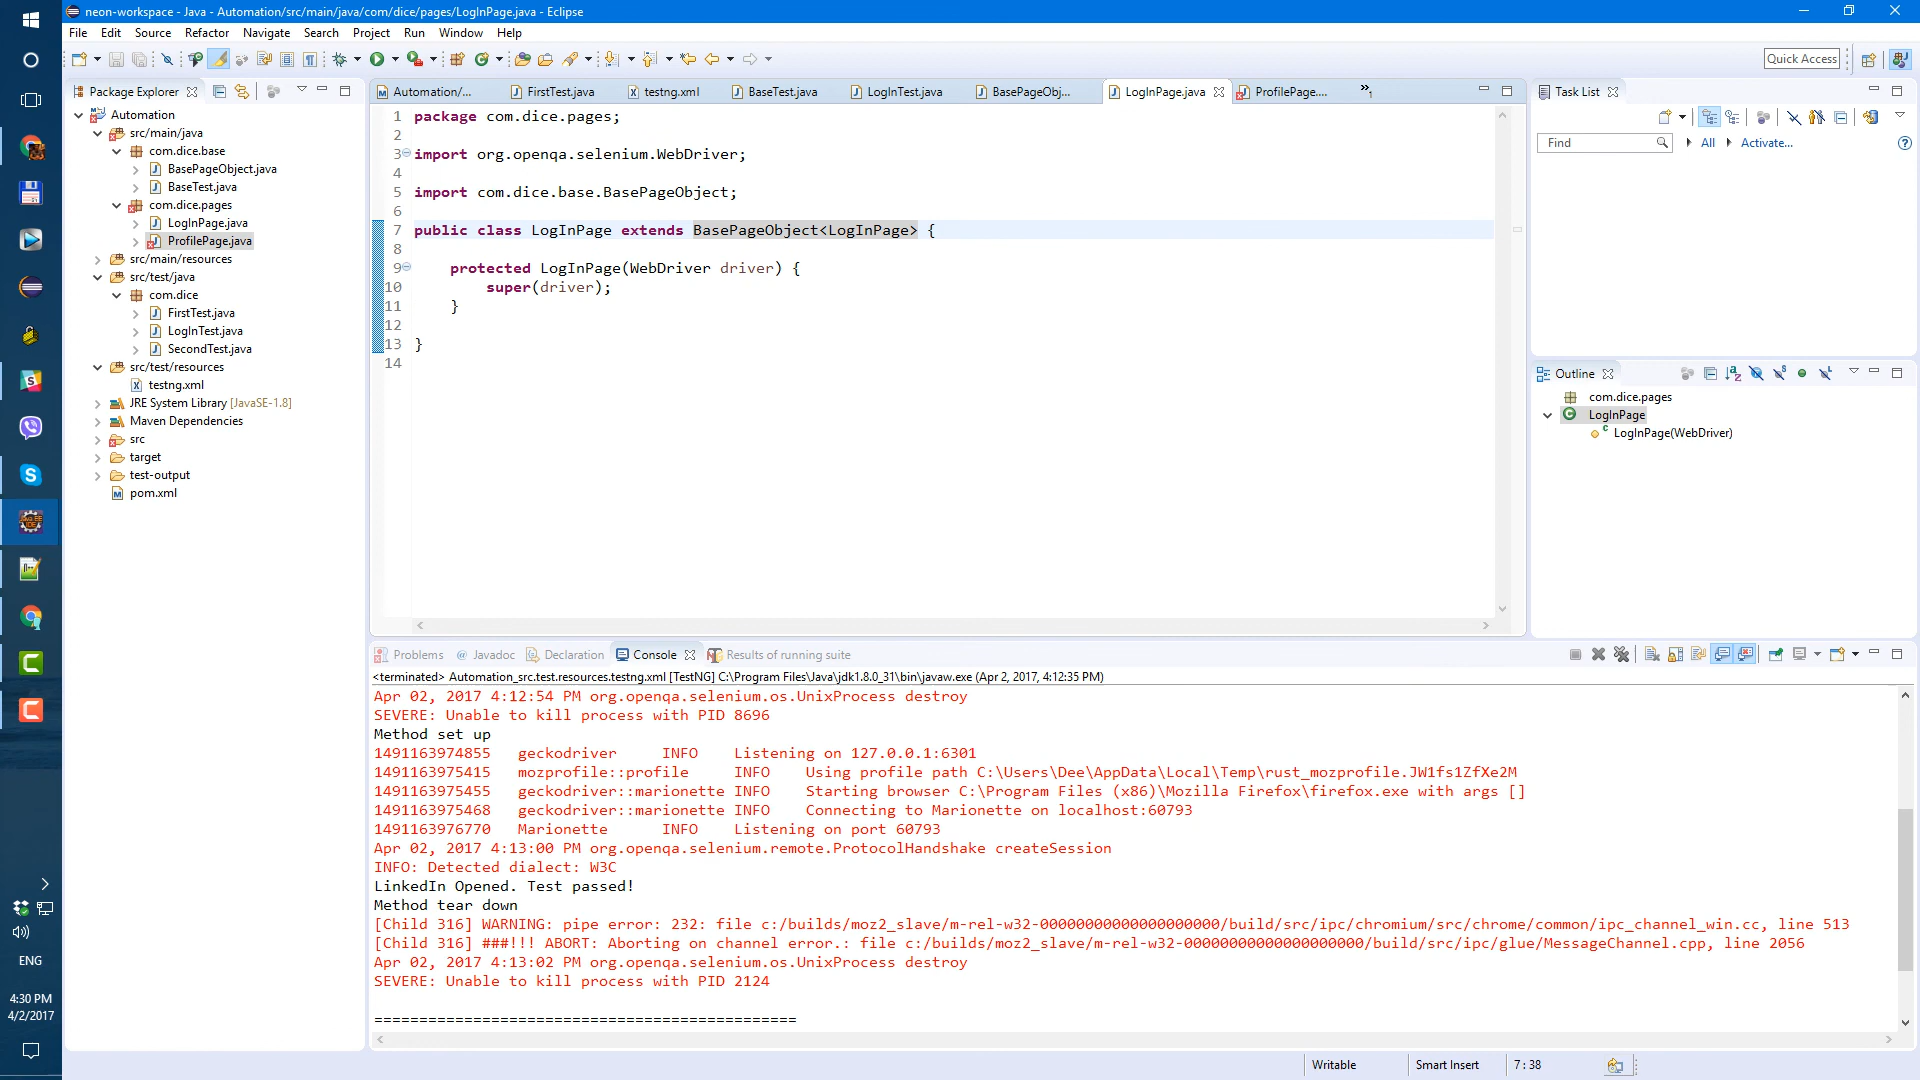 neon-workspace - Java - Automation/src/main/java/com/dice/pages/LogInPage.java - Eclipse
File Edit Source Refactor Navigate Search Project Run Window Help
Quick Access
Package Explorer
Automation
src/main/java
com.dice.base
BasePageObject.java
BaseTest.java
com.dice.pages
LogInPage.java
ProfilePage.java
src/main/resources
src/test/java
com.dice
FirstTest.java
LogInTest.java
SecondTest.java
src/test/resources
testng.xml
JRE System Library [JavaSE-1.8]
Maven Dependencies
src
target
test-output
pom.xml
Automation/... FirstTest.java testng.xml BaseTest.java LogInTest.java BasePageObj... LogInPage.java ProfilePage.... »1
1 package com.dice.pages;
2
3 import org.openqa.selenium.WebDriver;
4
5 import com.dice.base.BasePageObject;
6
7 public class LogInPage extends BasePageObject<LogInPage> {
8
9 protected LogInPage(WebDriver driver) {
10 super(driver);
11 }
12
13 }
14
Task List
Find All Activate...
Outline
com.dice.pages
LogInPage
LogInPage(WebDriver)
Problems Javadoc Declaration Console Results of running suite
<terminated> Automation_src.test.resources.testng.xml [TestNG] C:\Program Files\Java\jdk1.8.0_31\bin\javaw.exe (Apr 2, 2017, 4:12:35 PM)
Apr 02, 2017 4:12:54 PM org.openqa.selenium.os.UnixProcess destroy
SEVERE: Unable to kill process with PID 8696
Method set up
1491163974855 geckodriver INFO Listening on 127.0.0.1:6301
1491163975415 mozprofile::profile INFO Using profile path C:\Users\Dee\AppData\Local\Temp\rust_mozprofile.JW1fs1ZfXe2M
1491163975455 geckodriver::marionette INFO Starting browser C:\Program Files (x86)\Mozilla Firefox\firefox.exe with args []
1491163975468 geckodriver::marionette INFO Connecting to Marionette on localhost:60793
1491163976770 Marionette INFO Listening on port 60793
Apr 02, 2017 4:13:00 PM org.openqa.selenium.remote.ProtocolHandshake createSession
INFO: Detected dialect: W3C
LinkedIn Opened. Test passed!
Method tear down
[Child 316] WARNING: pipe error: 232: file c:/builds/moz2_slave/m-rel-w32-00000000000000000000/build/src/ipc/chromium/src/chrome/common/ipc_channel_win.cc, line 513
[Child 316] ###!!! ABORT: Aborting on channel error.: file c:/builds/moz2_slave/m-rel-w32-00000000000000000000/build/src/ipc/glue/MessageChannel.cpp, line 2056
Apr 02, 2017 4:13:02 PM org.openqa.selenium.os.UnixProcess destroy
SEVERE: Unable to kill process with PID 2124
===============================================
Writable Smart Insert 7 : 38
ENG
4:30 PM
4/2/2017